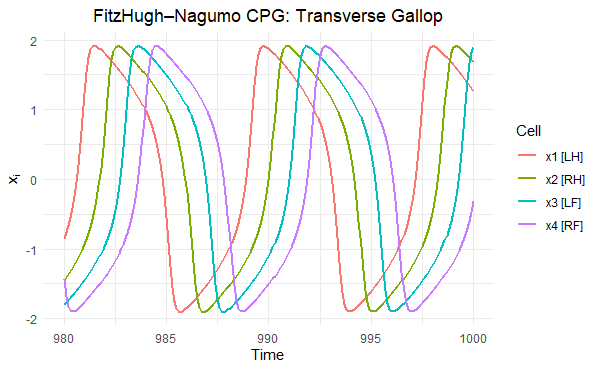 FitzHugh–Nagumo CPG: Transverse Gallop
2
1
0
-1
-2
xi
980
985
990
995
1000
Time
Cell
x1 [LH]
x2 [RH]
x3 [LF]
x4 [RF]